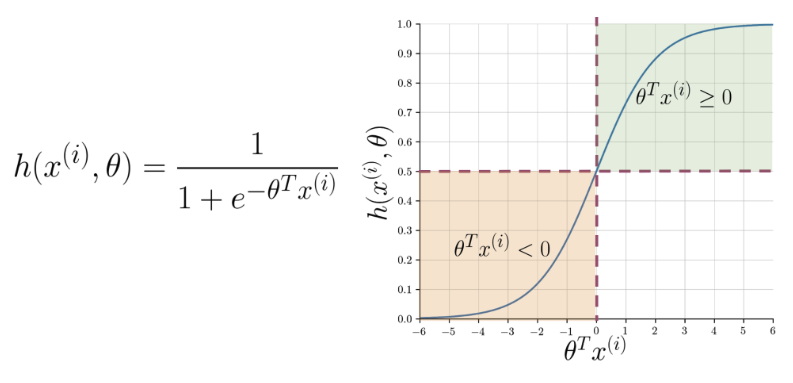 h(x^{(i)}, θ) = \frac{1}{1 + e^{-θ^T x^{(i)}}}
h(x^{(i)}, θ)
1.0
0.9
0.8
0.7
0.6
0.5
0.4
0.3
0.2
0.1
0.0
θ^T x^{(i)} ≥ 0
θ^T x^{(i)} < 0
−6 −5 −4 −3 −2 −1 0 1 2 3 4 5 6
θ^T x^{(i)}